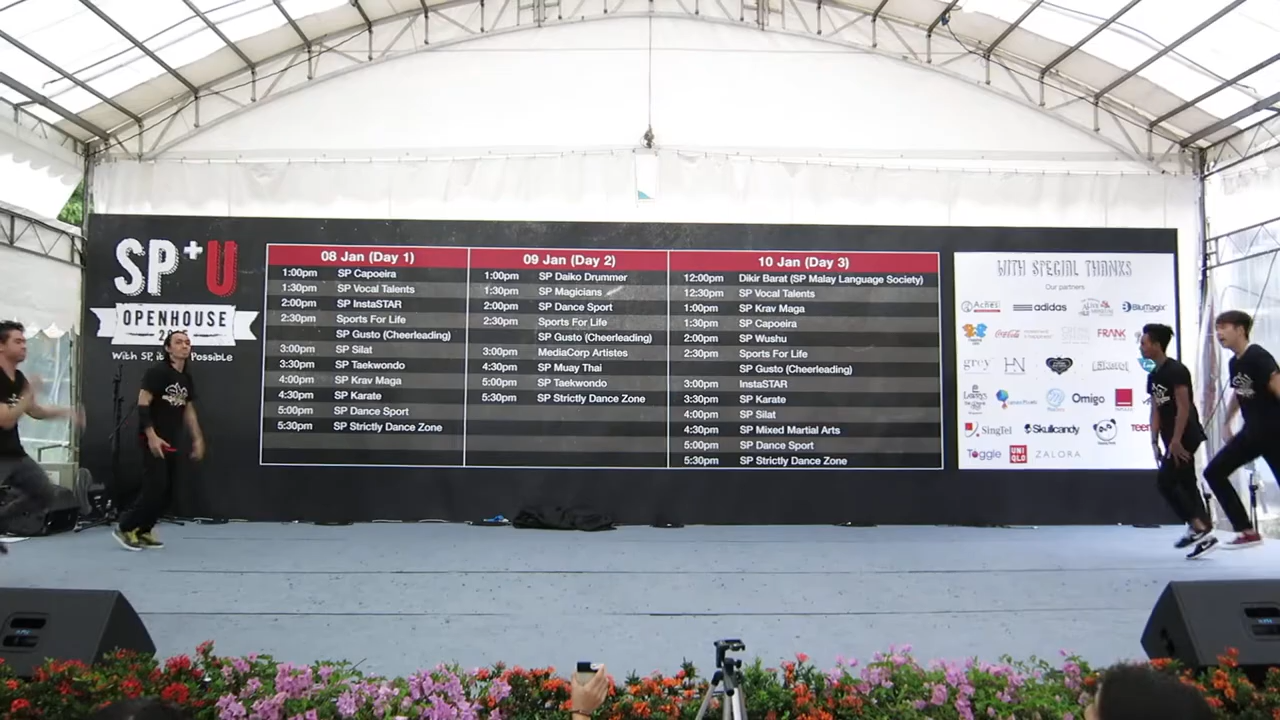 SP+U
OPENHOUSE
With SP, it's Possible
08 Jan (Day 1)
1:00pm SP Capoeira
1:30pm SP Vocal Talents
2:00pm SP InstaSTAR
2:30pm Sports For Life
SP Gusto (Cheerleading)
3:00pm SP Silat
3:30pm SP Taekwondo
4:00pm SP Krav Maga
4:30pm SP Karate
5:00pm SP Dance Sport
5:30pm SP Strictly Dance Zone
09 Jan (Day 2)
1:00pm SP Daiko Drummer
1:30pm SP Magicians
2:00pm SP Dance Sport
2:30pm Sports For Life
SP Gusto (Cheerleading)
3:00pm MediaCorp Artistes
4:30pm SP Muay Thai
5:00pm SP Taekwondo
5:30pm SP Strictly Dance Zone
10 Jan (Day 3)
12:00pm Dikir Barat (SP Malay Language Society)
12:30pm SP Vocal Talents
1:00pm SP Krav Maga
1:30pm SP Capoeira
2:00pm SP Wushu
2:30pm Sports For Life
SP Gusto (Cheerleading)
3:00pm InstaSTAR
3:30pm SP Karate
4:00pm SP Silat
4:30pm SP Mixed Martial Arts
5:00pm SP Dance Sport
5:30pm SP Strictly Dance Zone
WITH SPECIAL THANKS
Our partners
adidas BluMagix
Coca-Cola FRANK
grey HN
Omigo
SingTel Skullcandy
Toggle UNIQLO ZALORA